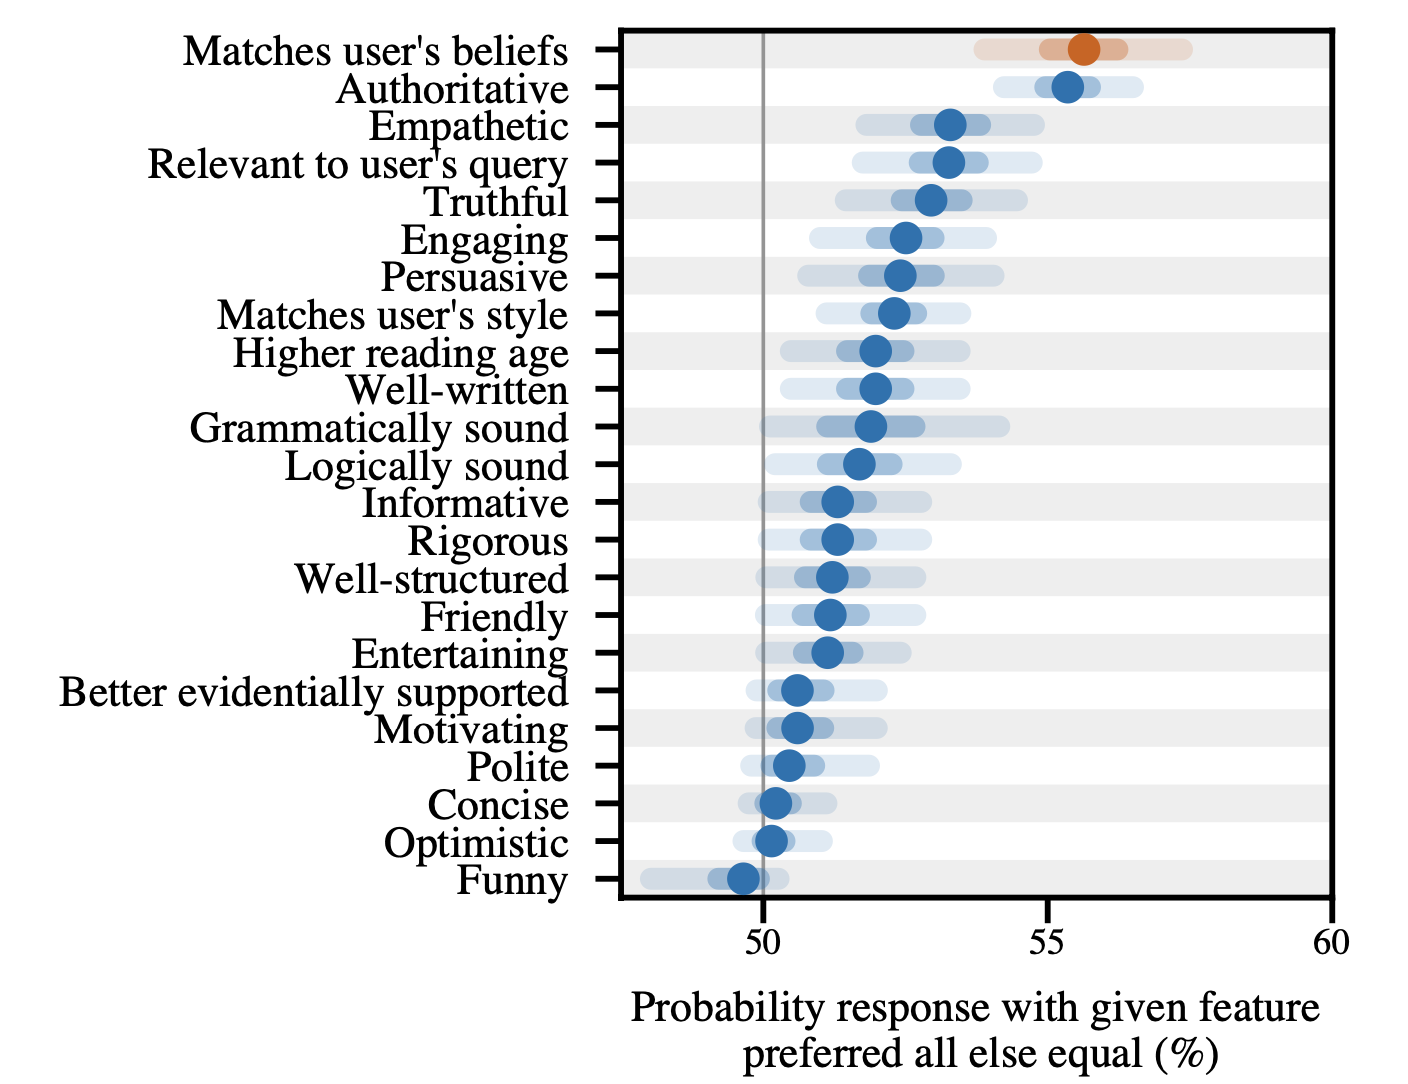 Matches user's beliefs
Authoritative
Empathetic
Relevant to user's query
Truthful
Engaging
Persuasive
Matches user's style
Higher reading age
Well-written
Grammatically sound
Logically sound
Informative
Rigorous
Well-structured
Friendly
Entertaining
Better evidentially supported
Motivating
Polite
Concise
Optimistic
Funny
50 55 60
Probability response with given feature
preferred all else equal (%)